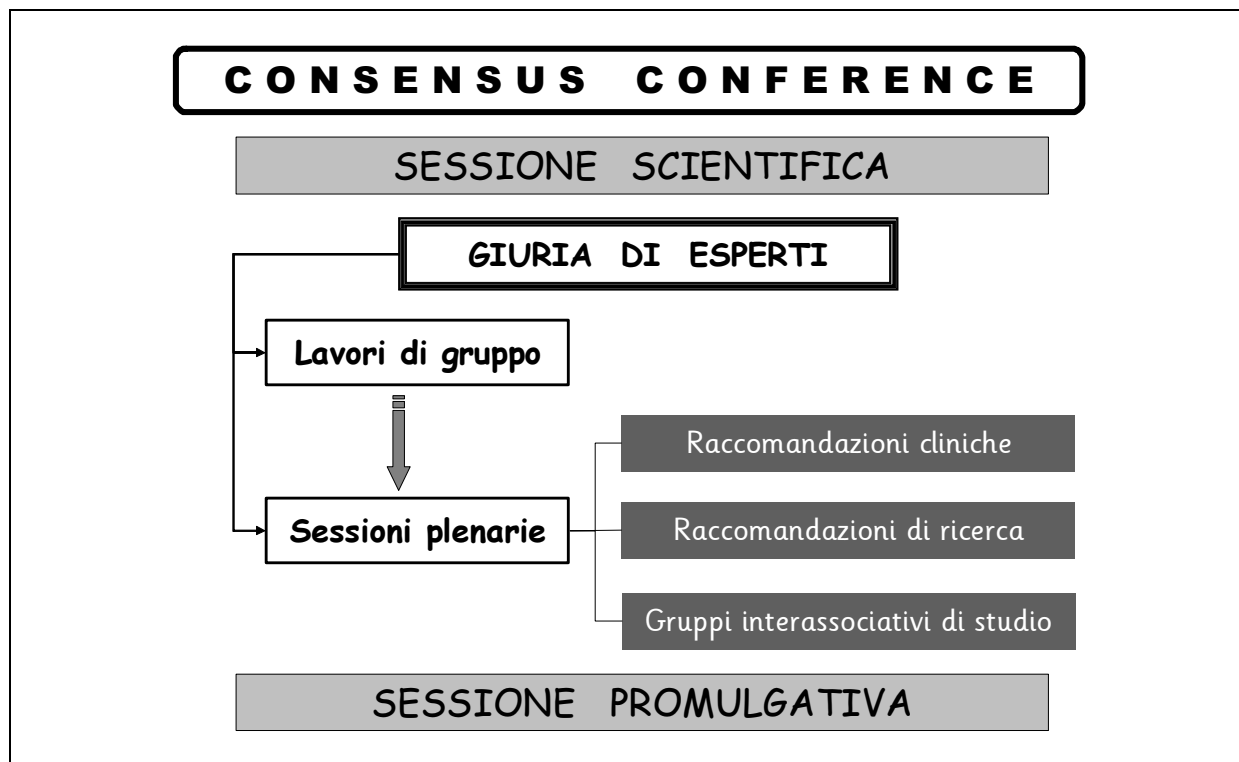 CONSENSUS CONFERENCE
SESSIONE SCIENTIFICA
GIURIA DI ESPERTI
Lavori di gruppo
Raccomandazioni cliniche
Sessioni plenarie
Raccomandazioni di ricerca
Gruppi interassociativi di studio
SESSIONE PROMULGATIVA